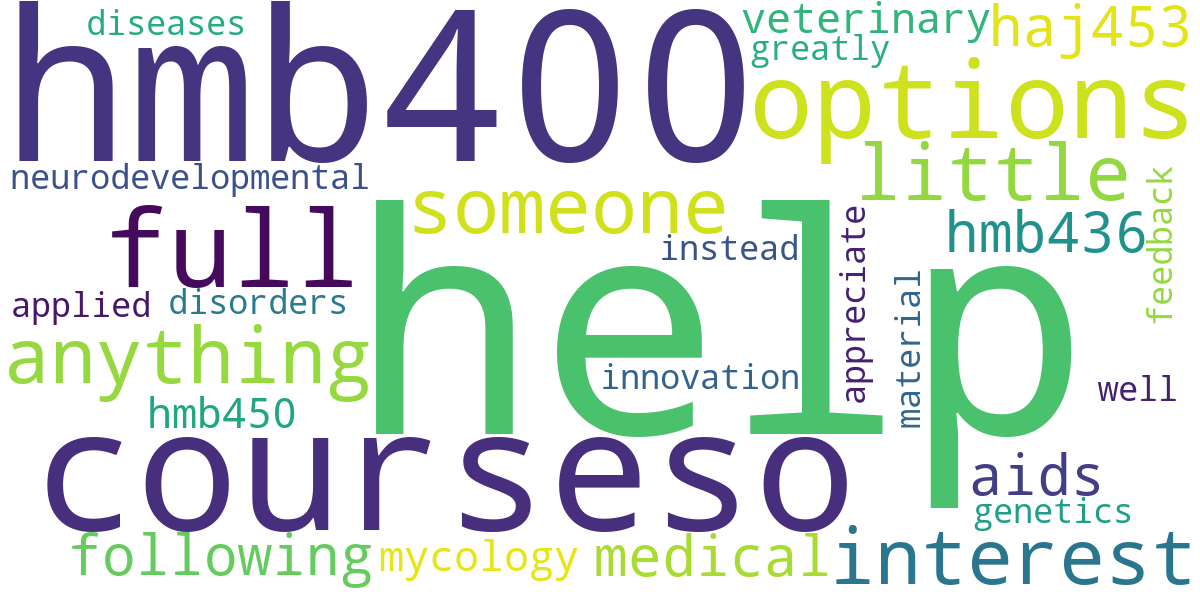 diseases
hmb400
veterinary
haj453
greatly
options
neurodevelopmental
someone
little
full
help
instead
appreciate
hmb436
feedback
applied
disorders
anything
innovation
material
well
hmb450
courseso
aids
genetics
following
mycology
medical
interest